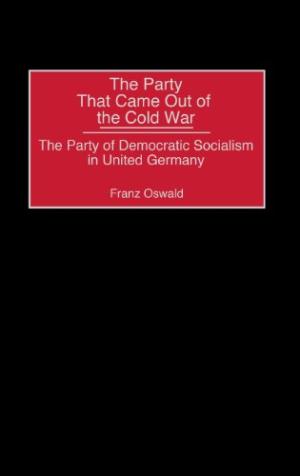 The Party
That Came Out of
the Cold War
The Party of Democratic Socialism
in United Germany
Franz Oswald